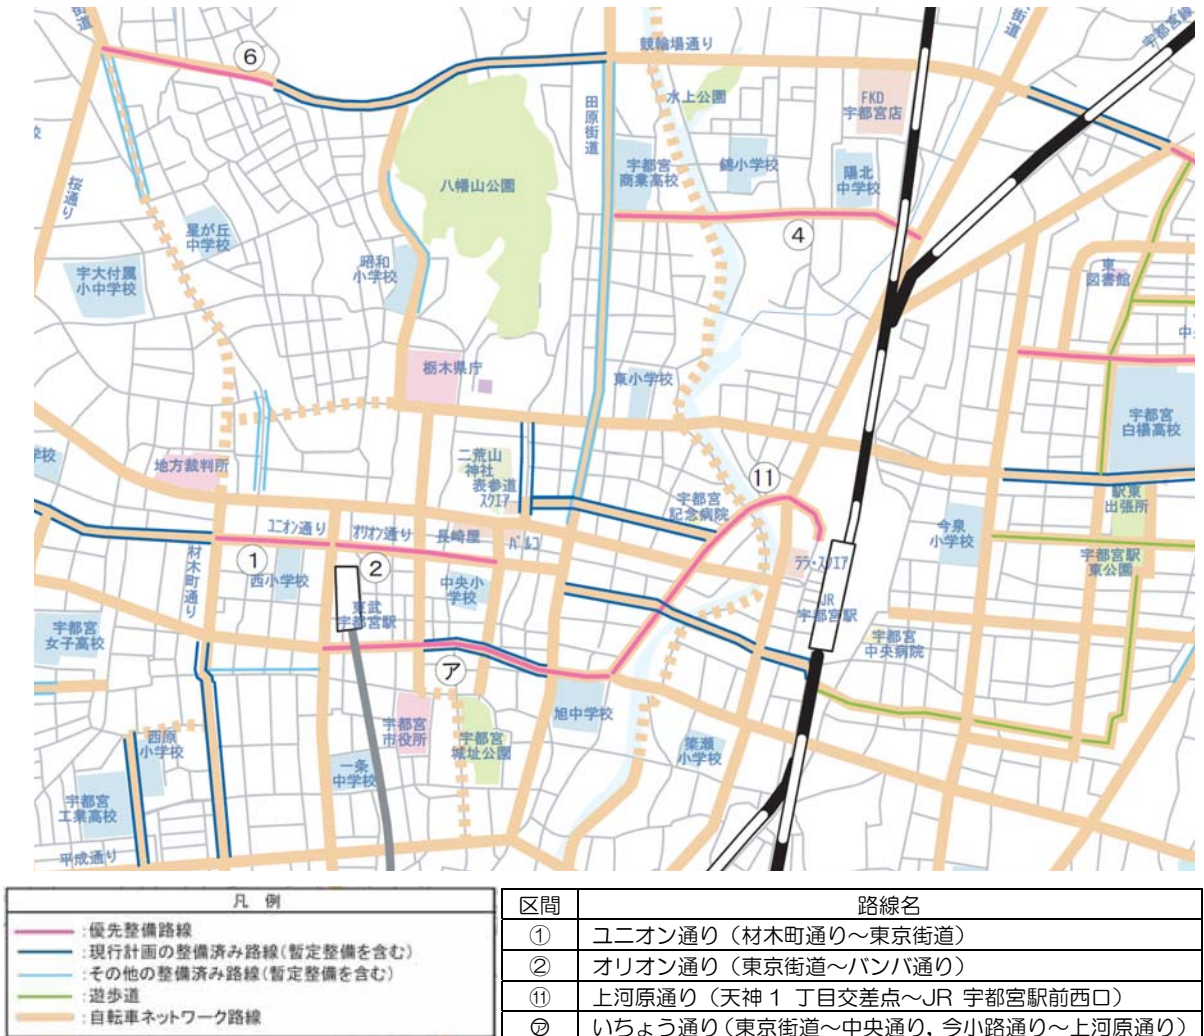 街道
競輪場通り
街道
宇都宮線
⑥
田原街道
水上公園
FKD
宇都宮店
校
桜通り
八幡山公園
宇都宮
商業高校
錦小学校
陽北
中学校
④
星が丘
中学校
昭和
小学校
宇大付属
小中学校
東
図書館
中
栃木県庁
東小学校
宇都宮
白楊高校
学校
地方裁判所
二荒山
神社
表参道
スクエア
⑪
宇都宮
記念病院
駅東
出張所
ユニオン通り
オリオン通り
長崎屋
パルコ
今泉
小学校
宇都宮駅
東公園
①
②
材木町通り
西小学校
中央小
学校
ララ・スクエア
東武
宇都宮駅
JR
宇都宮駅
宇都宮
女子高校
宇都宮
中央病院
㋐
旭中学校
宇都宮
市役所
宇都宮
城址公園
簗瀬
小学校
西原
小学校
一条
中学校
宇都宮
工業高校
平成通り
凡 例
:優先整備路線
:現行計画の整備済み路線(暫定整備を含む)
:その他の整備済み路線(暫定整備を含む)
:遊歩道
:自転車ネットワーク路線
区間 路線名
① ユニオン通り（材木町通り～東京街道）
② オリオン通り（東京街道～バンバ通り）
⑪ 上河原通り（天神1 丁目交差点～JR 宇都宮駅前西口）
㋐ いちょう通り（東京街道～中央通り, 今小路通り～上河原通り）